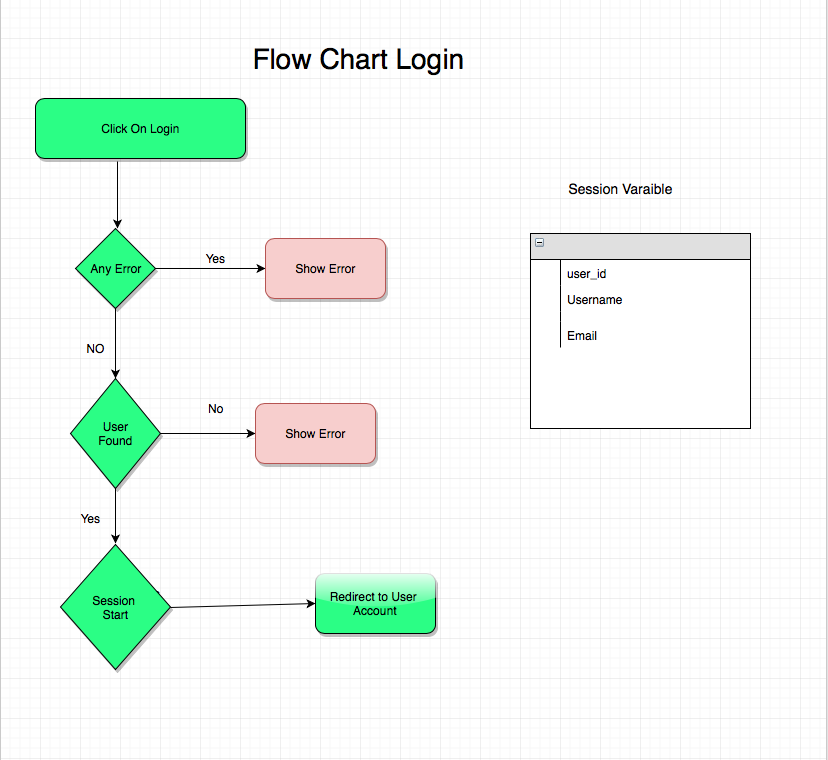 Flow Chart Login
Click On Login
Any Error
Yes
Show Error
NO
User
Found
No
Show Error
Yes
Session
Start
Redirect to User
Account
Session Varaible
user_id
Username
Email